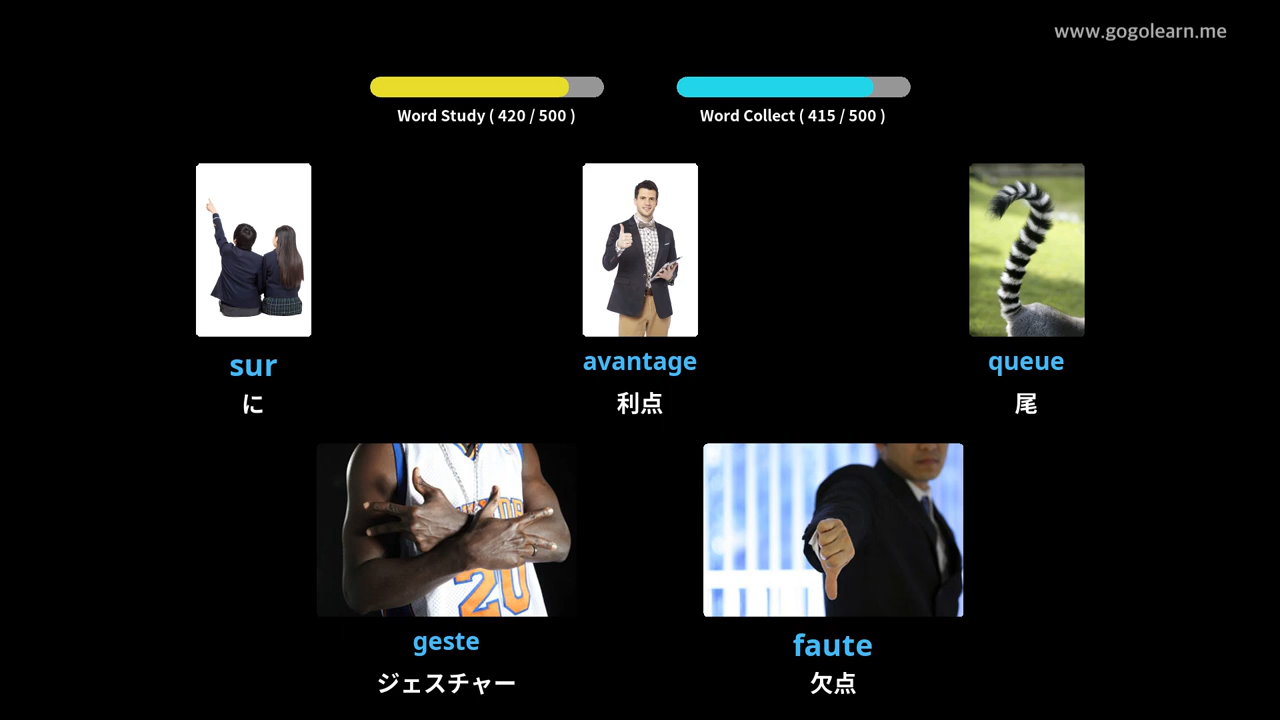 www.gogolearn.me
Word Study ( 420 / 500 )
Word Collect ( 415 / 500 )
sur
に
avantage
利点
queue
尾
20
geste
ジェスチャー
faute
欠点